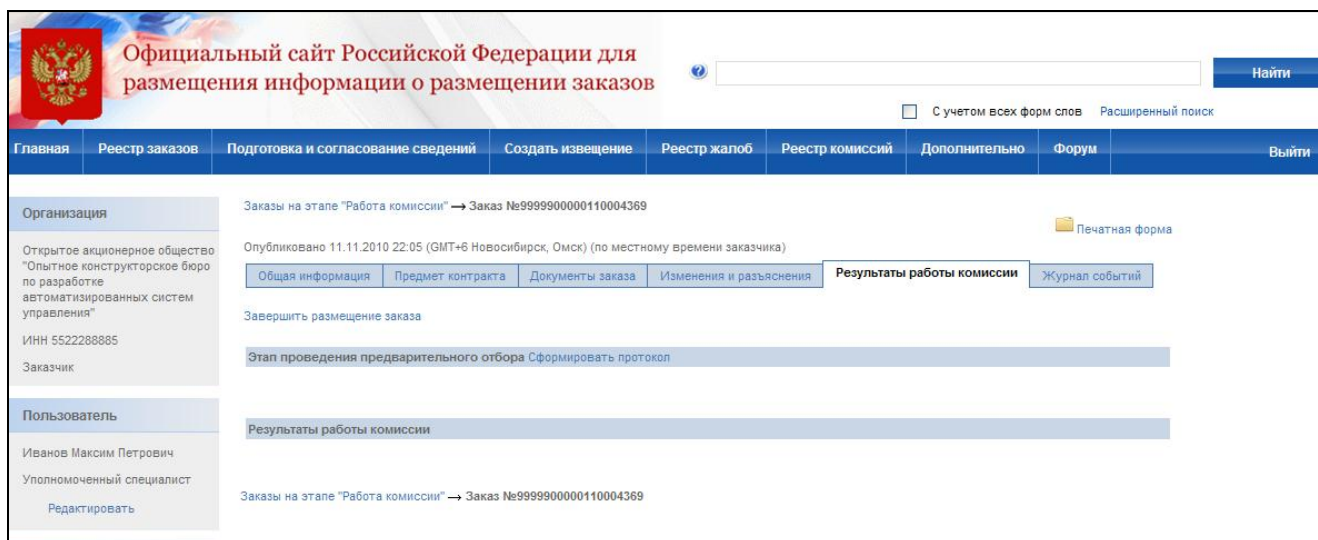 Официальный сайт Российской Федерации для
размещения информации о размещении заказов
?
Найти
С учетом всех форм слов Расширенный поиск
Главная Реестр заказов Подготовка и согласование сведений Создать извещение Реестр жалоб Реестр комиссий Дополнительно Форум Выйти
Организация
Открытое акционерное общество
"Опытное конструкторское бюро
по разработке
автоматизированных систем
управления"
ИНН 5522288885
Заказчик
Пользователь
Иванов Максим Петрович
Уполномоченный специалист
Редактировать
Заказы на этапе "Работа комиссии" → Заказ №9999900000110004369
Печатная форма
Опубликовано 11.11.2010 22:05 (GMT+6 Новосибирск, Омск) (по местному времени заказчика)
Общая информация Предмет контракта Документы заказа Изменения и разъяснения Результаты работы комиссии Журнал событий
Завершить размещение заказа
Этап проведения предварительного отбора Сформировать протокол
Результаты работы комиссии
Заказы на этапе "Работа комиссии" → Заказ №9999900000110004369